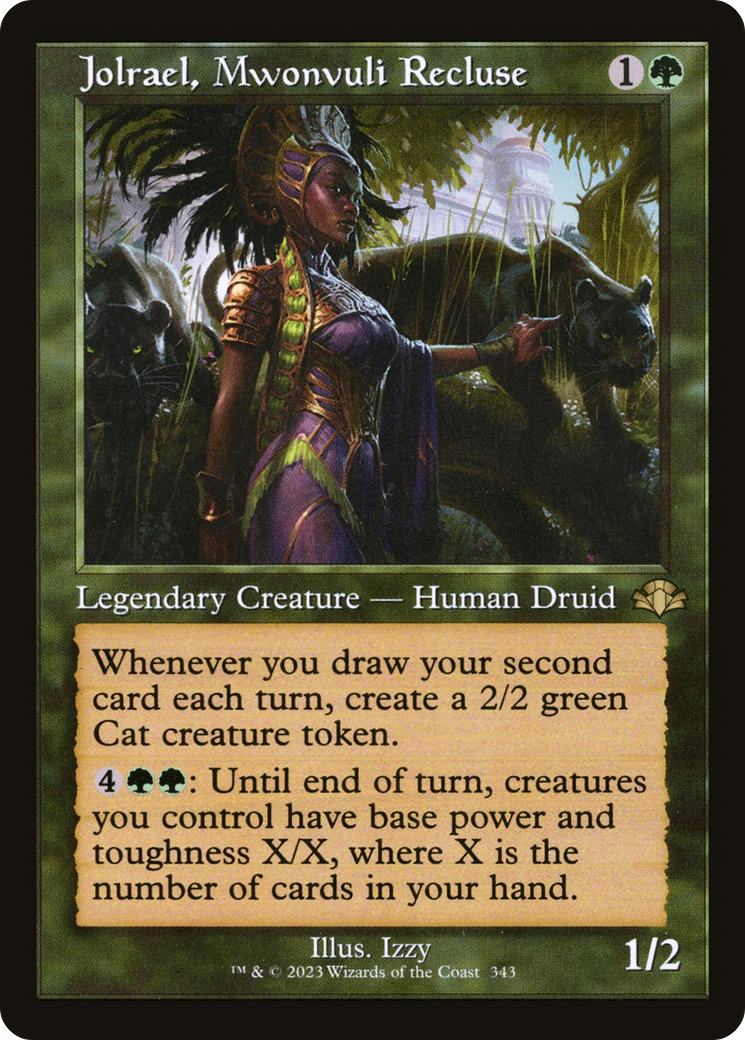 Jolrael, Mwonvuli Recluse 1
Legendary Creature — Human Druid
Whenever you draw your second
card each turn, create a 2/2 green
Cat creature token.
4: Until end of turn, creatures
you control have base power and
toughness X/X, where X is the
number of cards in your hand.
Illus. Izzy
™ & © 2023 Wizards of the Coast 343
1/2